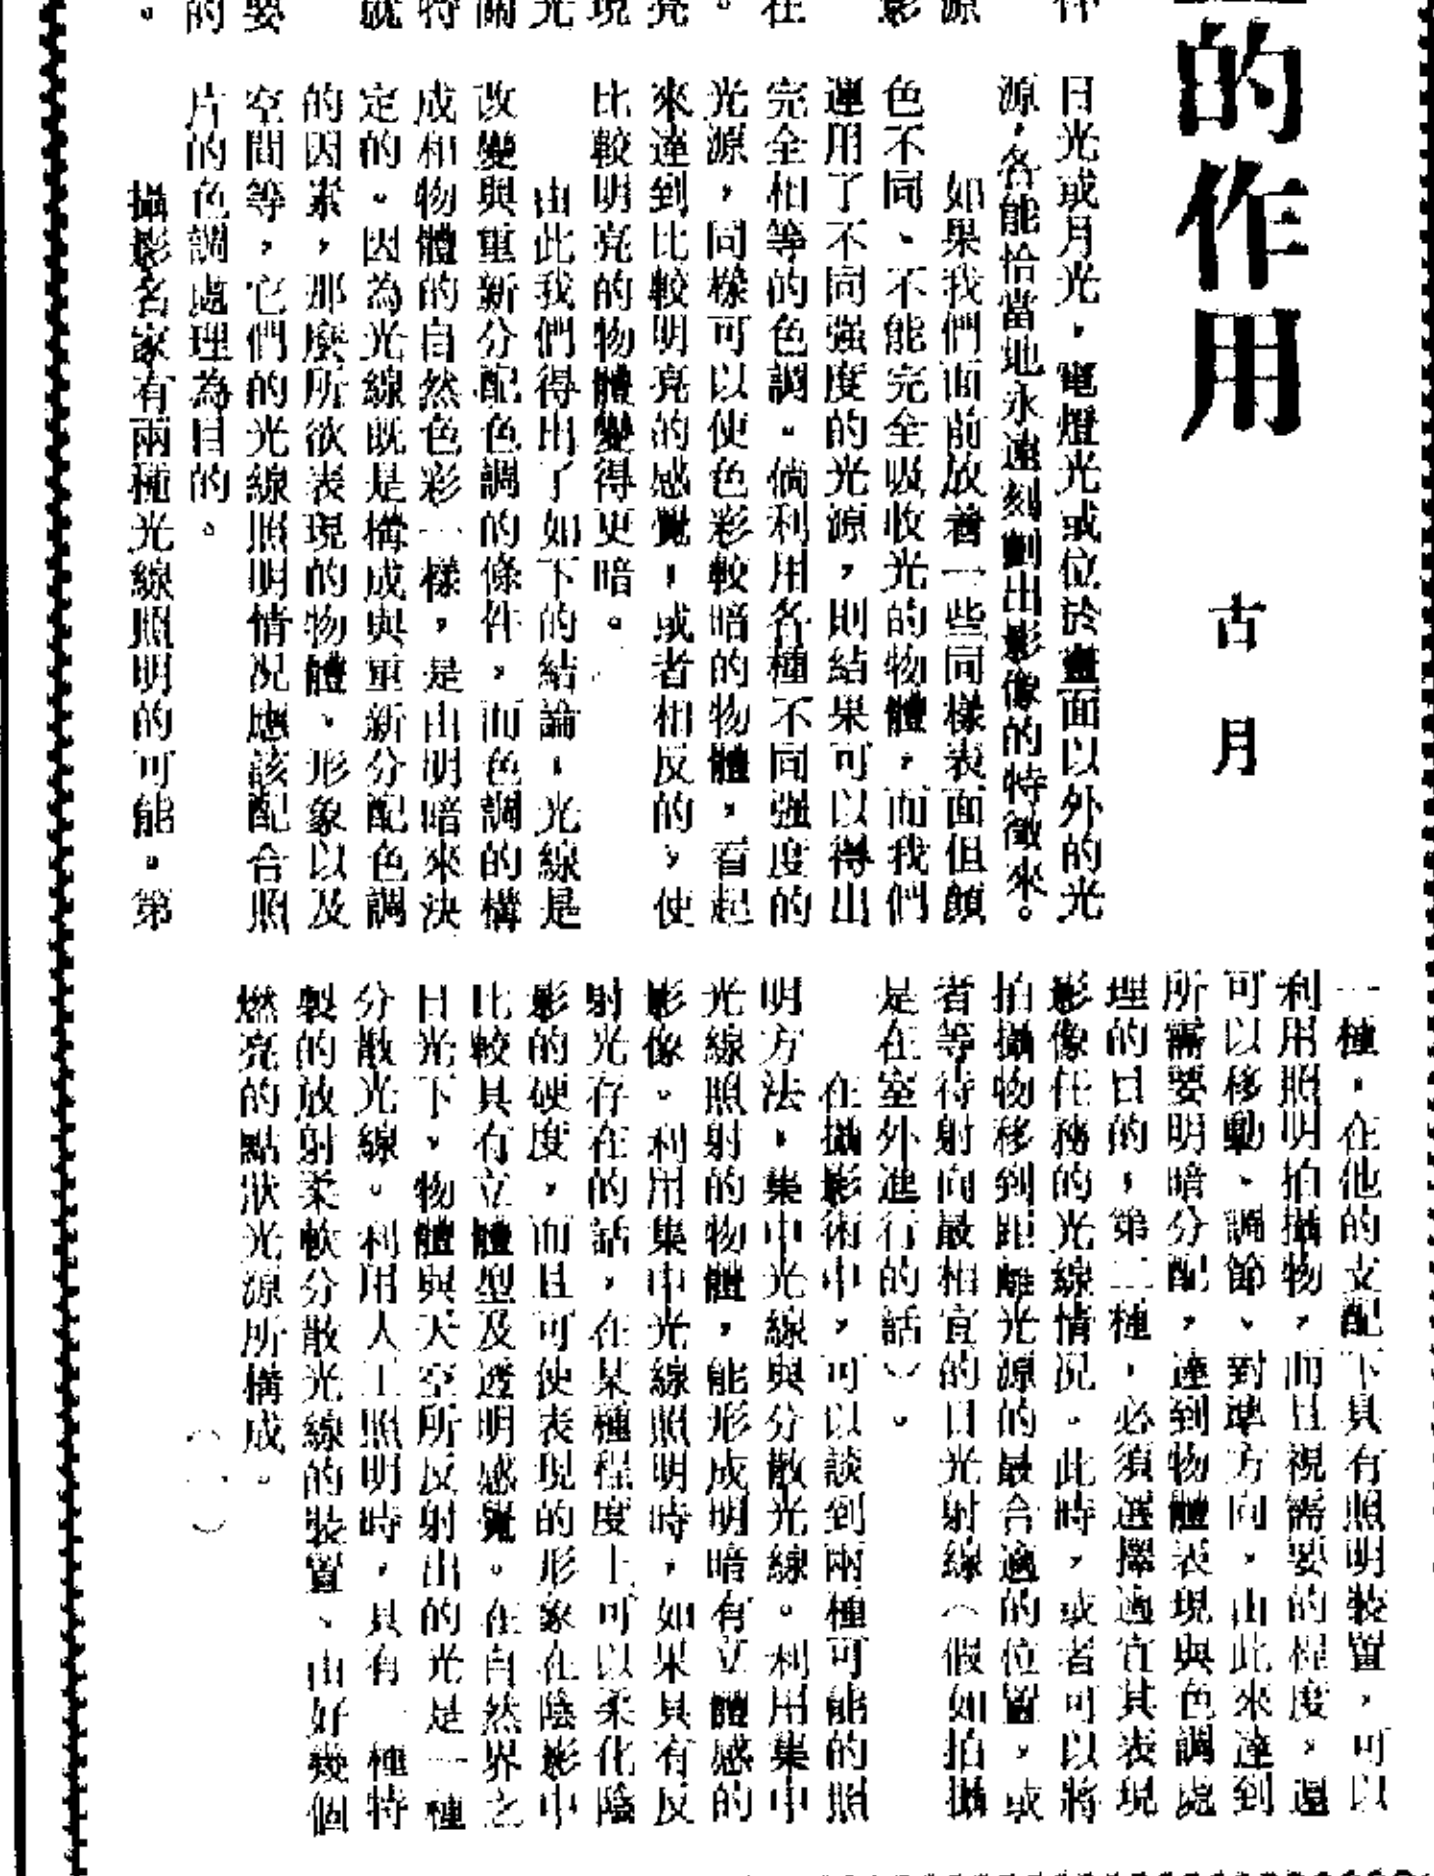 的作用
古月
日光或月光，電燈光或位於畫面以外的光
源，各能恰當地永遠刻劃出影像的特徵來。
如果我們面前放着一些同樣表面但顏
色不同、不能完全吸收光的物體，而我們
運用了不同强度的光源，則結果可以得出
完全相等的色調。倘利用各種不同强度的
光源，同樣可以使色彩較暗的物體，看起
來達到比較明亮的感覺！或者相反的，使
比較明亮的物體變得更暗。
由此我們得出了如下的結論，光線是
改變與重新分配色調的條件，而色調的構
成和物體的自然色彩一樣，是由明暗來決
定的。因為光線既是構成與重新分配色調
的因素，那麼所欲表現的物體、形象以及
空間等，它們的光線照明情况應該配合照
片的色調處理為目的。
攝影名家有兩種光線照明的可能。第
一種，在他的支配下具有照明裝置，可以
利用照明拍攝物，而且視需要的程度，還
可以移動、調節、對準方向，由此來達到
所需要明暗分配，達到物體表現與色調處
理的目的，第二種，必須選擇適宜其表現
影像任務的光線情况。此時，或者可以將
拍攝物移到距離光源的最合適的位置，或
者等待射向最相宜的日光射線（假如拍攝
是在室外進行的話）。
在攝影術中，可以談到兩種可能的照
明方法，集中光線與分散光線。利用集中
光線照射的物體，能形成明暗有立體感的
影像。利用集中光線照明時，如果具有反
射光存在的話，在某種程度上可以柔化陰
影的硬度，而且可使表現的形象在陰影中
比較具有立體型及透明感覺。在自然界之
日光下，物體與天空所反射出的光是一種
分散光線。利用人工照明時，具有一種特
製的放射柔軟分散光線的裝置、由好幾個
燃亮的點狀光源所構成。
（一）